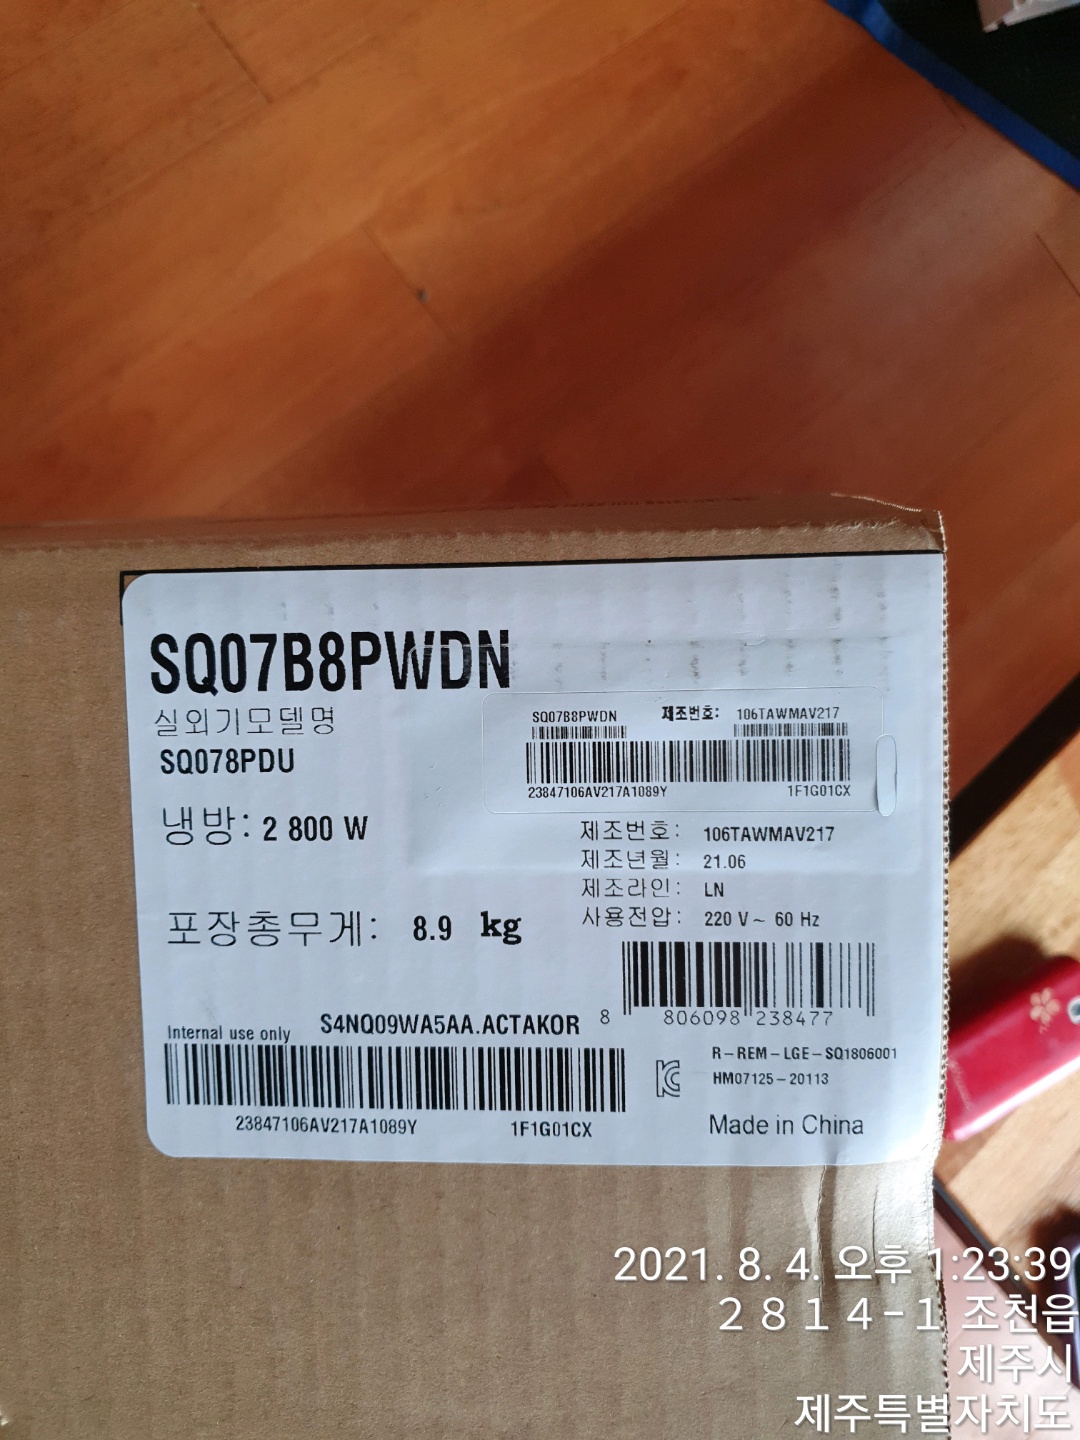 SQ07B8PWDN
실외기모델명
SQ078PDU
냉방: 2 800 W
포장총무게: 8.9 kg
SQ07B8PWDN 제조번호: 106TAWMAV217
23847106AV217A1089Y 1F1G01CX
제조번호: 106TAWMAV217
제조년월: 21.06
제조라인: LN
사용전압: 220 V~ 60 Hz
8 806098 238477
Internal use only S4NQ09WA5AA.ACTAKOR
23847106AV217A1089Y 1F1G01CX
R-REM-LGE-SQ1806001
HM07125-20113
Made in China
2021. 8. 4. 오후 1:23:39
2814-1 조천읍
제주시
제주특별자치도